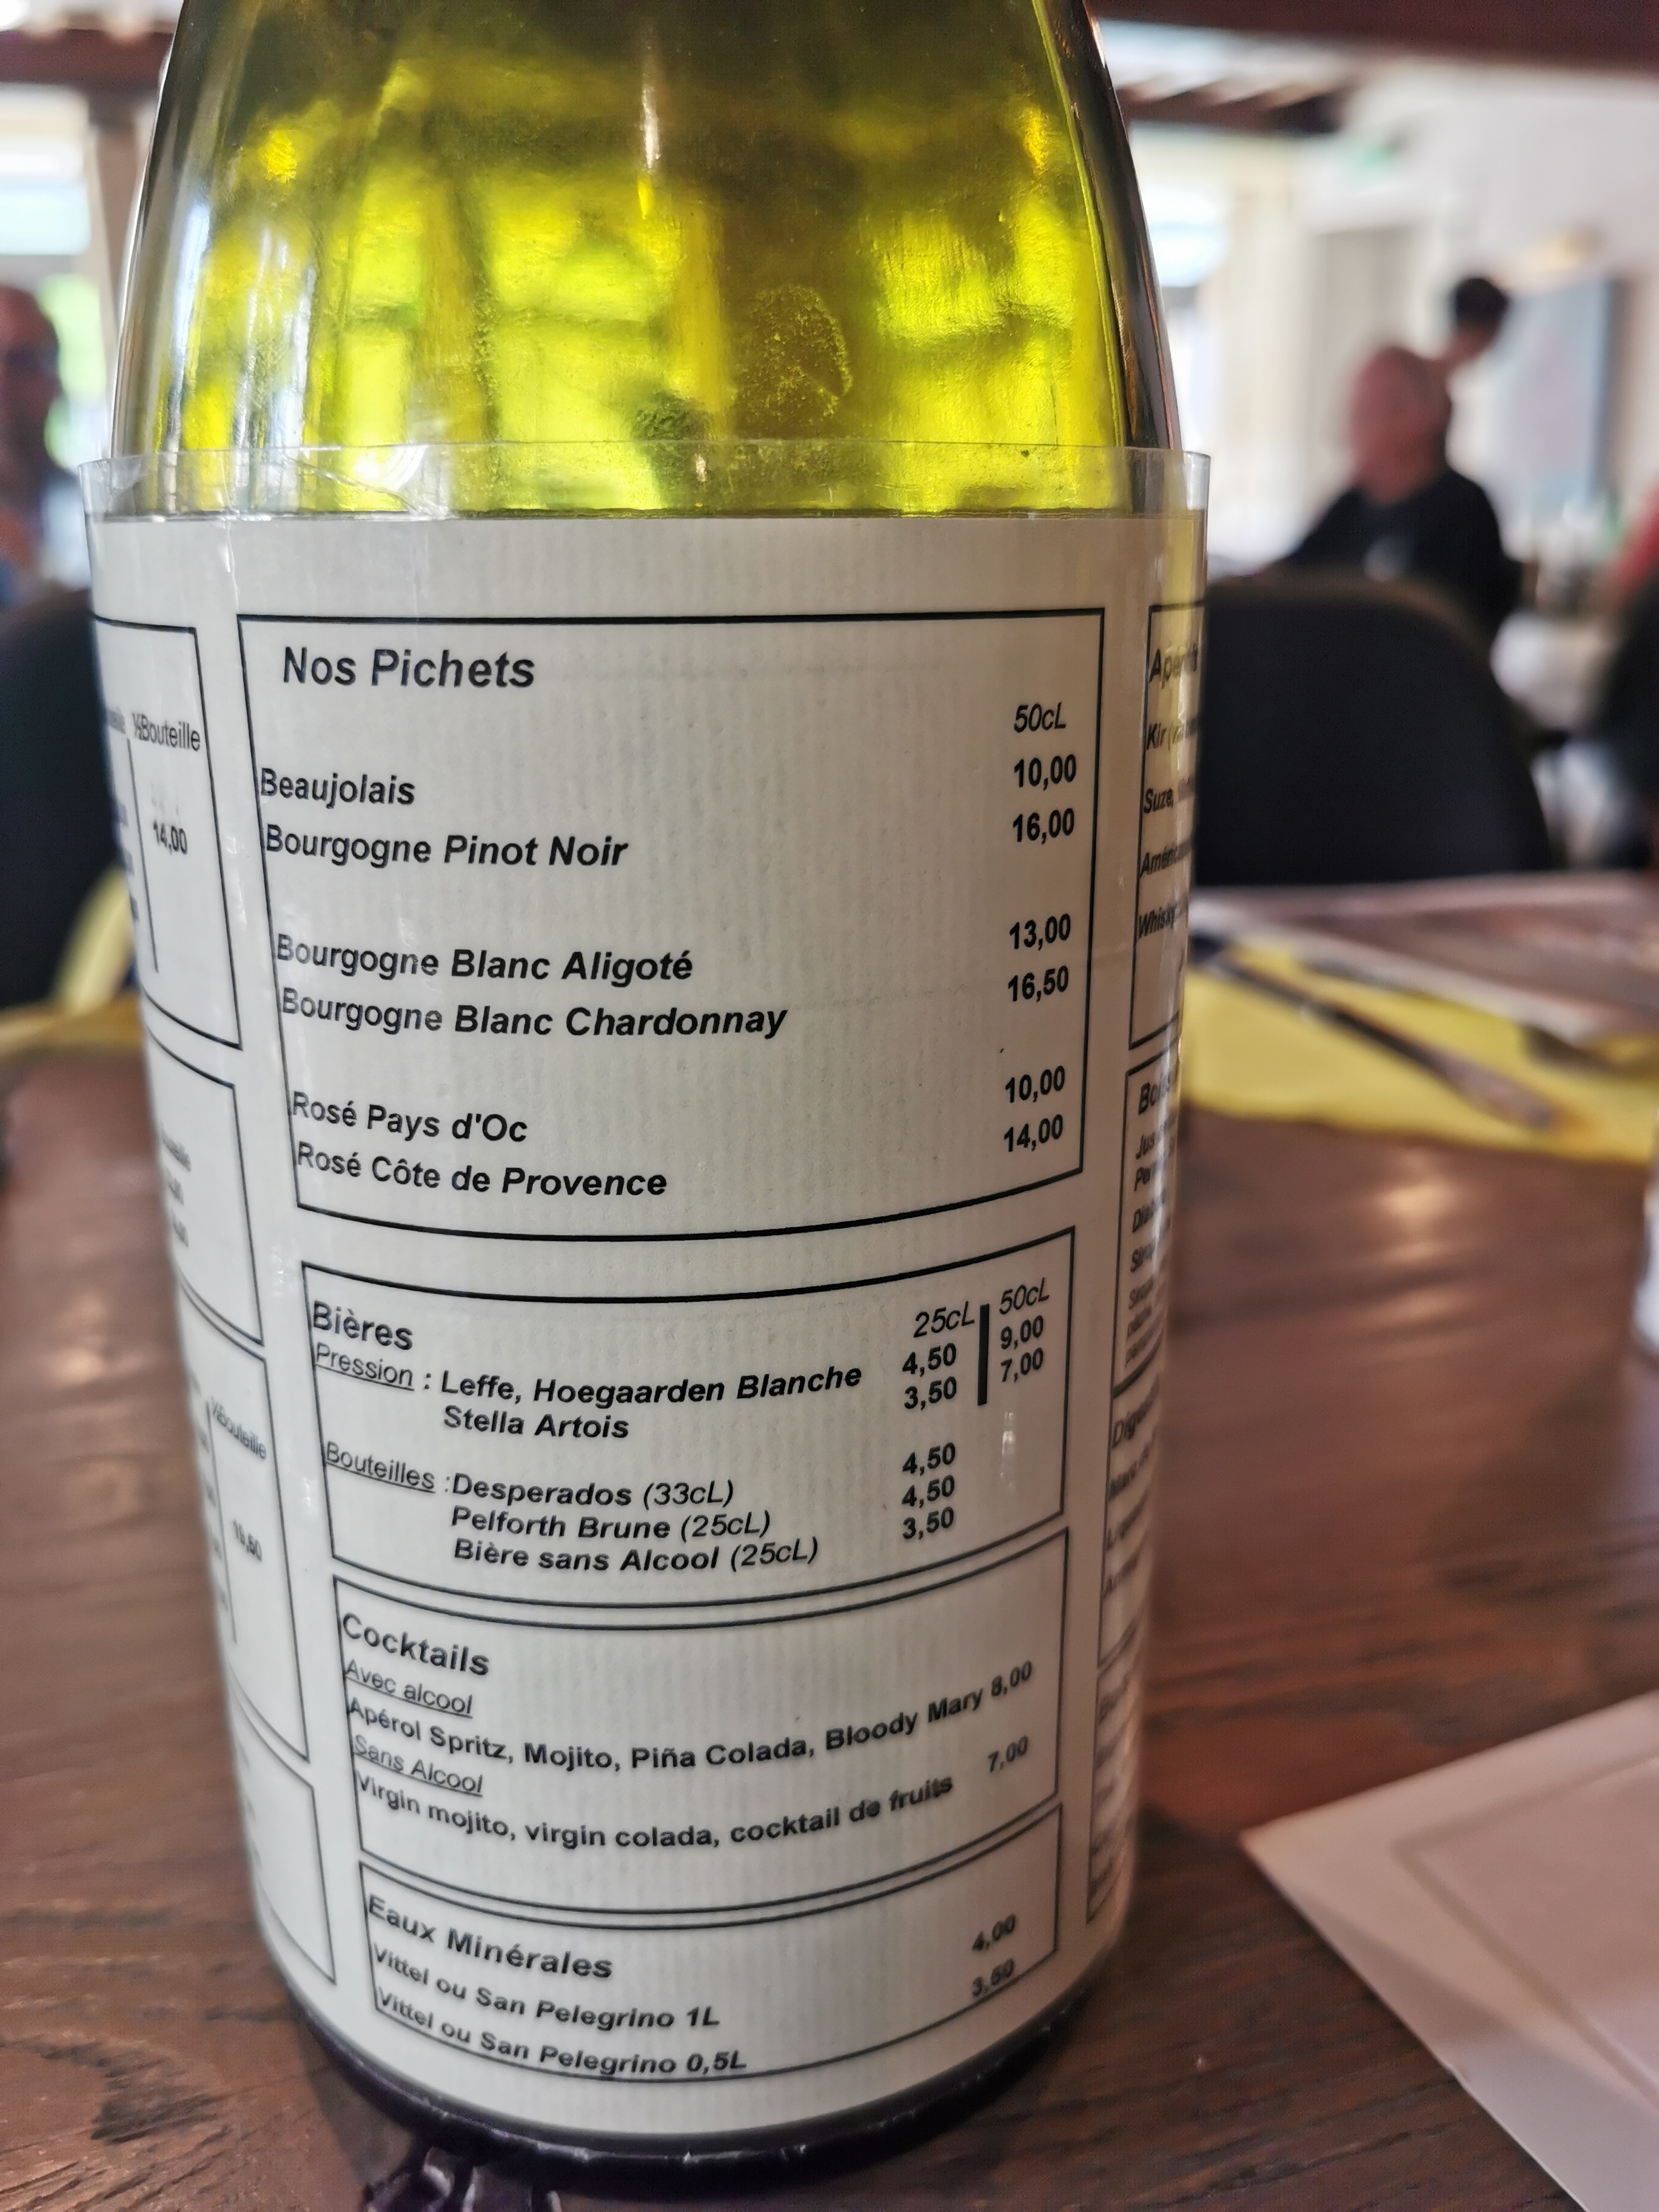 ½Bouteille
14,00
½Bouteille
Nos Pichets
50cL
Beaujolais 10,00
Bourgogne Pinot Noir 16,00
Bourgogne Blanc Aligoté 13,00
Bourgogne Blanc Chardonnay 16,50
Rosé Pays d'Oc 10,00
Rosé Côte de Provence 14,00
Bières 25cL 50cL
Pression : Leffe, Hoegaarden Blanche 4,50 9,00
Stella Artois 3,50 7,00
Bouteilles : Desperados (33cL) 4,50
Pelforth Brune (25cL) 4,50
Bière sans Alcool (25cL) 3,50
Cocktails
Avec alcool
Apérol Spritz, Mojito, Piña Colada, Bloody Mary 8,00
Sans Alcool
Virgin mojito, virgin colada, cocktail de fruits 7,00
Eaux Minérales
Vittel ou San Pelegrino 1L 4,00
Vittel ou San Pelegrino 0,5L 3,50
Kir
Suze,